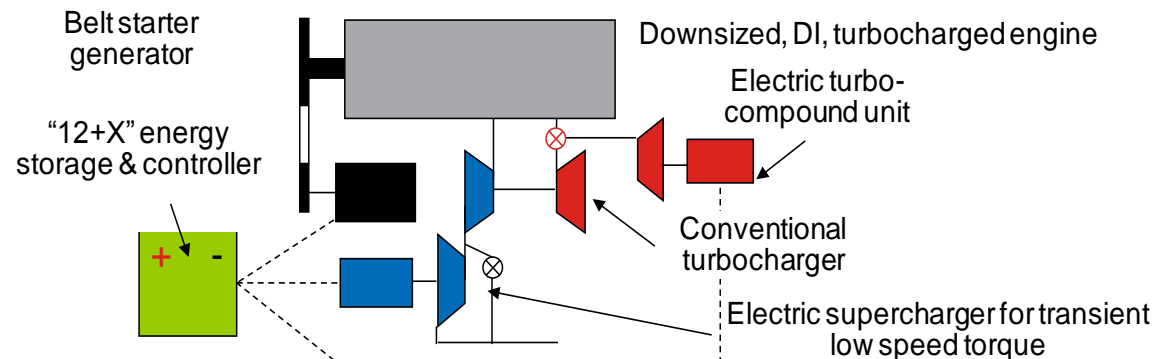 Belt starter
generator
Downsized, DI, turbocharged engine
Electric turbo-
compound unit
“12+X” energy
storage & controller
+ -
Conventional
turbocharger
Electric supercharger for transient
low speed torque